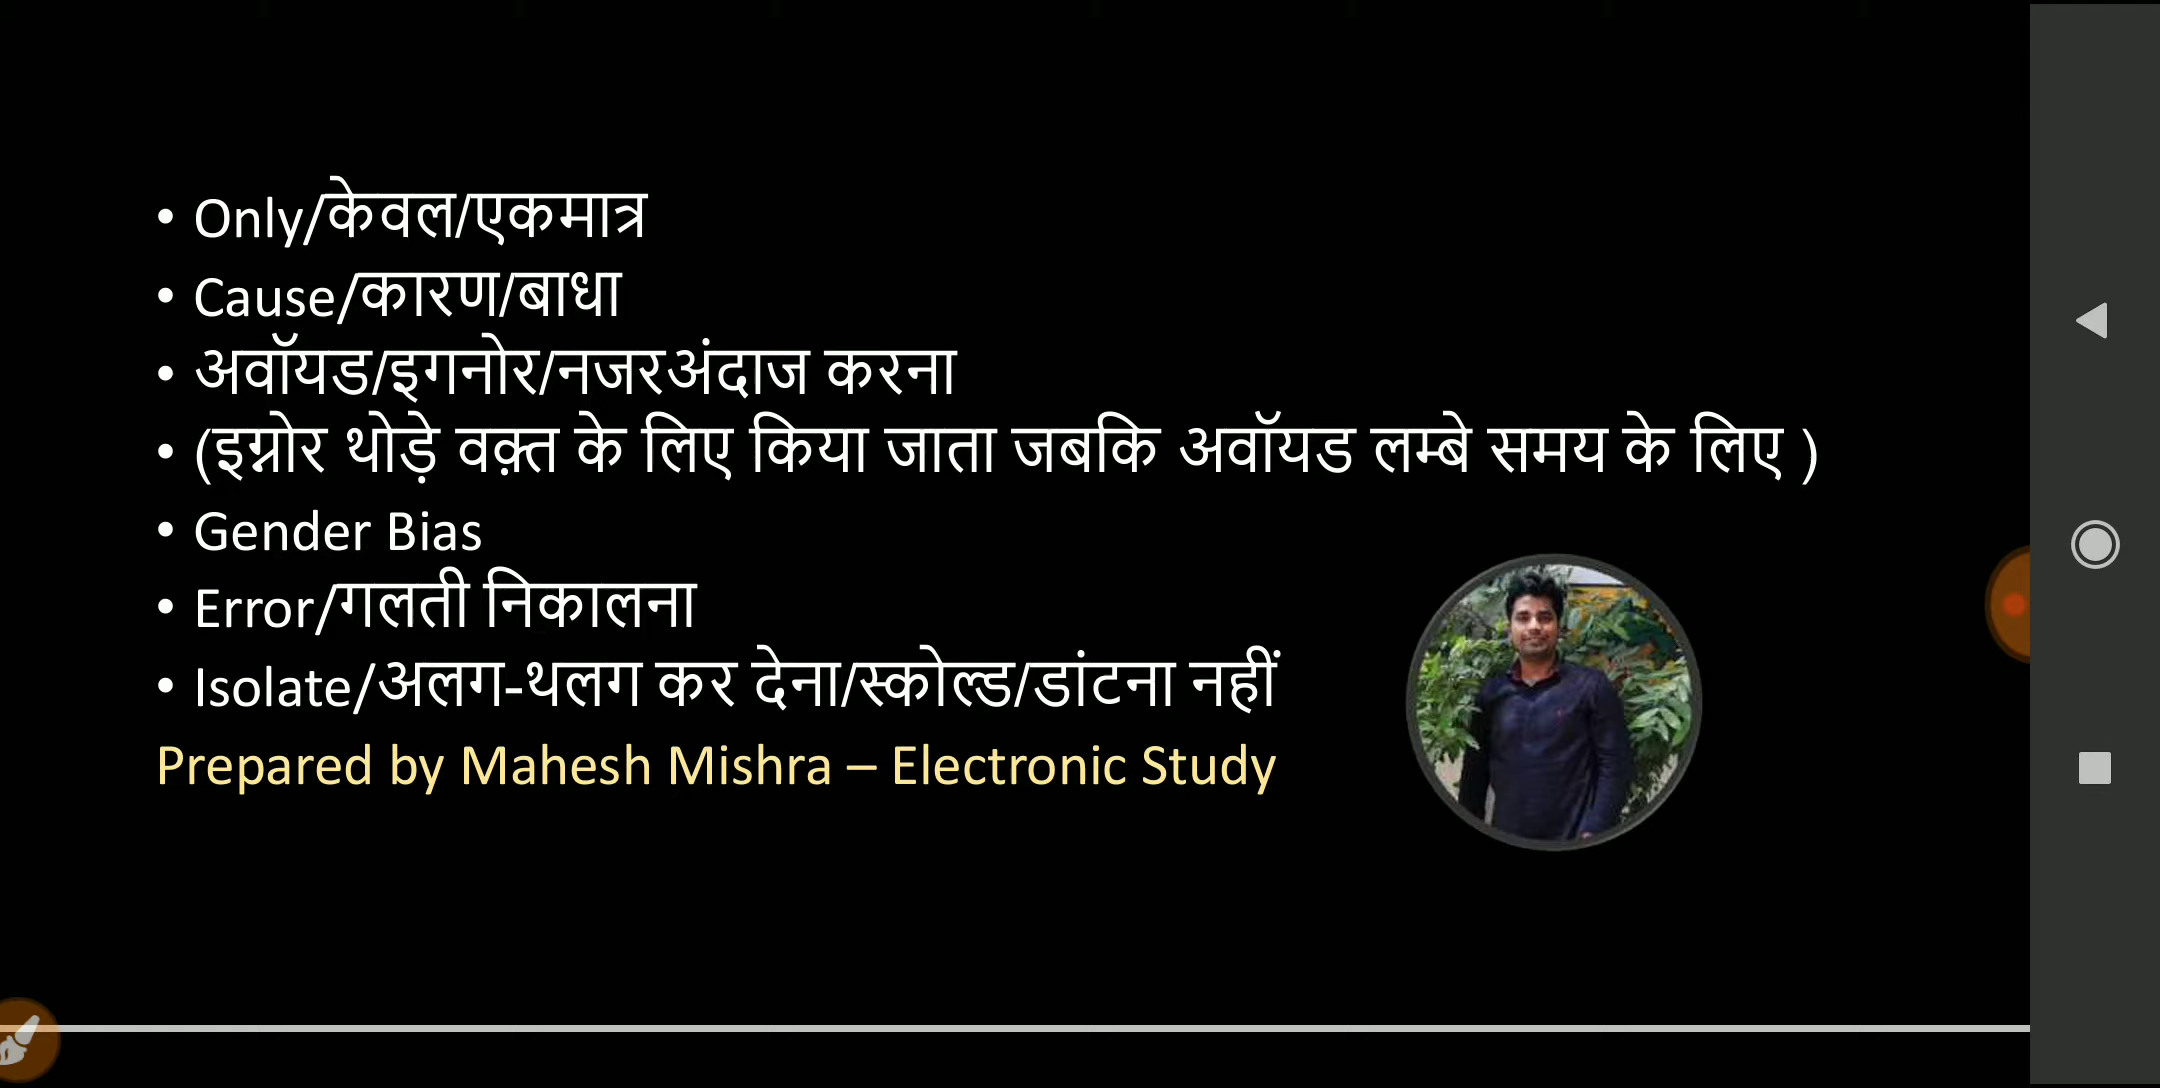 • Only/केवल/एकमात्र
• Cause/कारण/बाधा
• अवॉयड/इगनोर/नजरअंदाज करना
• (इग्नोर थोड़े वक़्त के लिए किया जाता जबकि अवॉयड लम्बे समय के लिए )
• Gender Bias
• Error/गलती निकालना
• Isolate/अलग-थलग कर देना/स्कोल्ड/डांटना नहीं
Prepared by Mahesh Mishra – Electronic Study